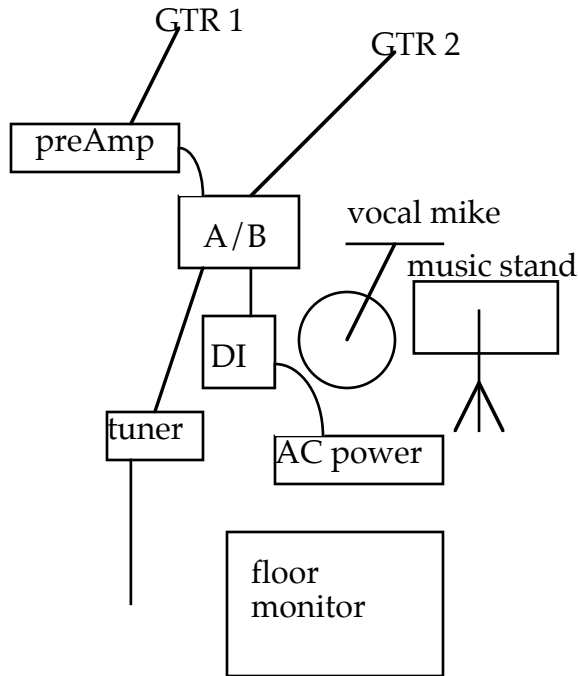 GTR 1
GTR 2
preAmp
A/B
vocal mike
music stand
DI
tuner
AC power
floor
monitor